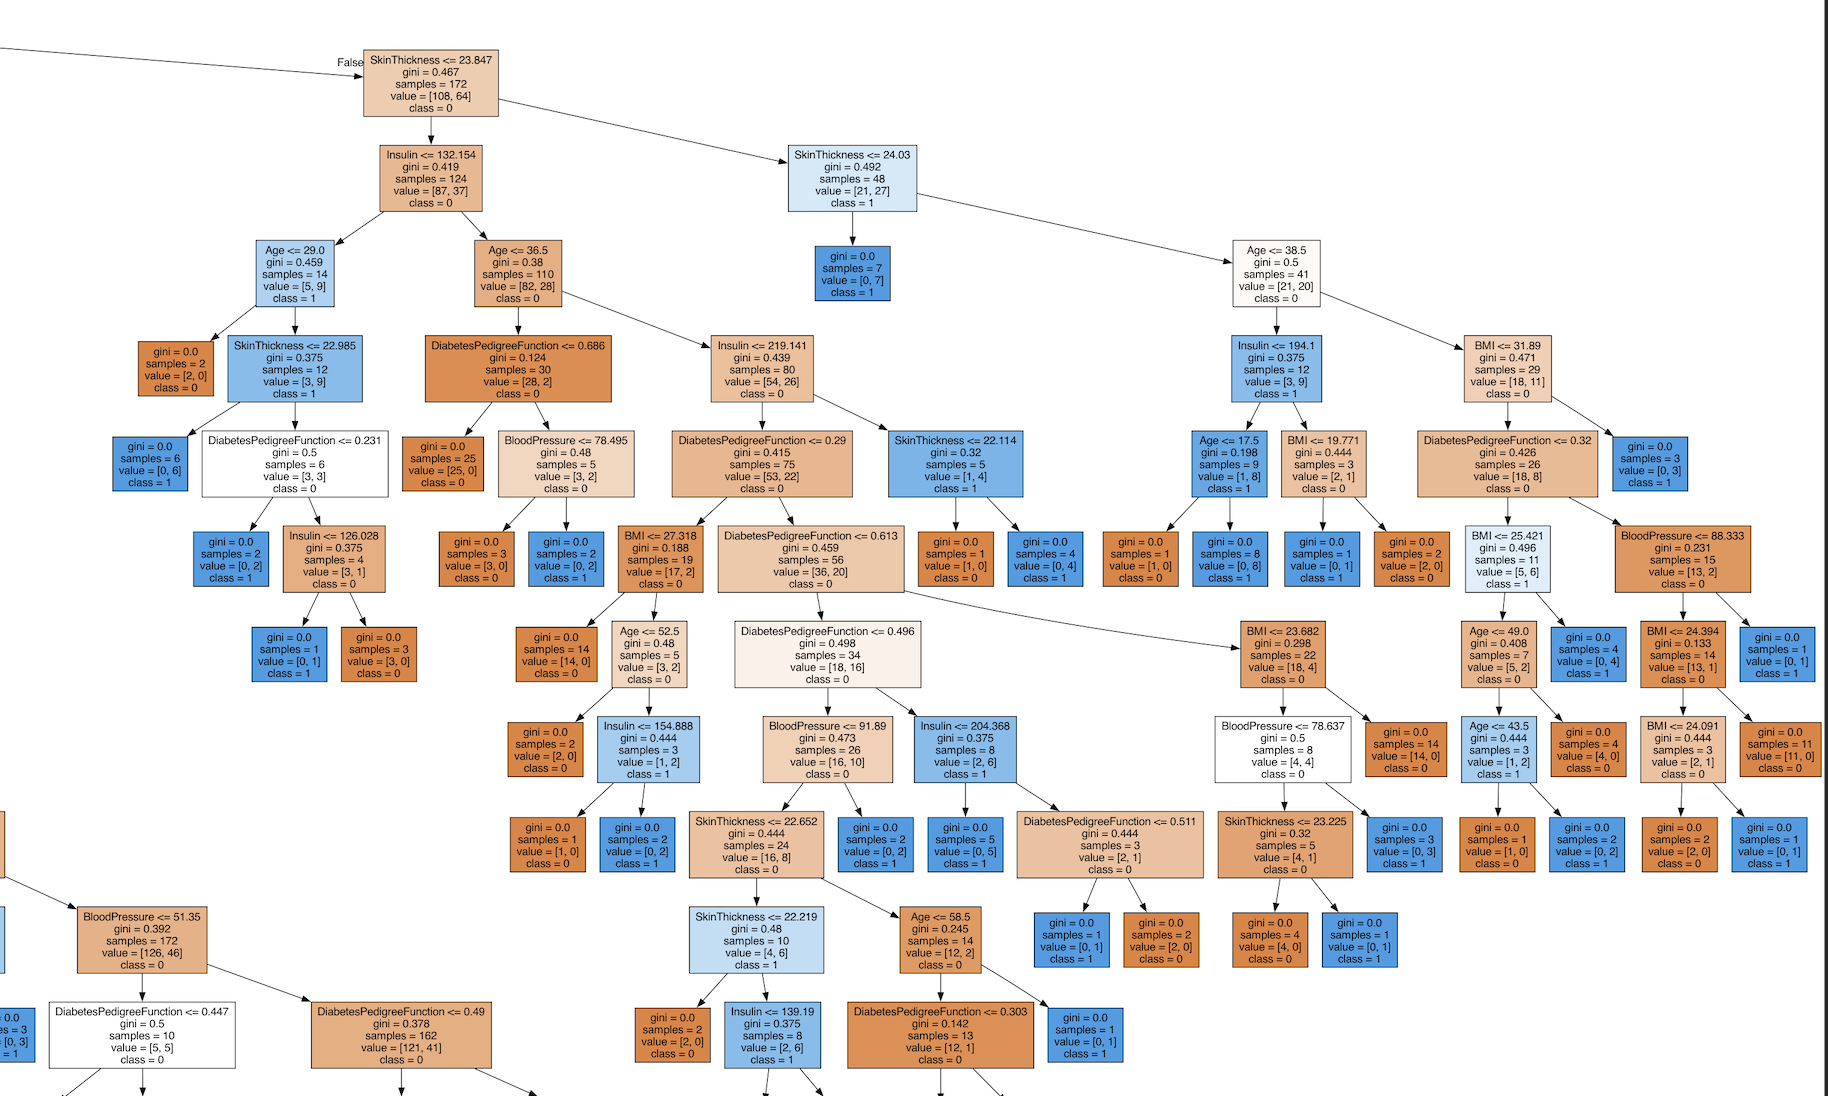 False
SkinThickness <= 23.847
gini = 0.467
samples = 172
value = [108, 64]
class = 0
Insulin <= 132.154
gini = 0.419
samples = 124
value = [87, 37]
class = 0
SkinThickness <= 24.03
gini = 0.492
samples = 48
value = [21, 27]
class = 1
Age <= 29.0
gini = 0.459
samples = 14
value = [5, 9]
class = 1
Age <= 36.5
gini = 0.38
samples = 110
value = [82, 28]
class = 0
gini = 0.0
samples = 7
value = [0, 7]
class = 1
Age <= 38.5
gini = 0.5
samples = 41
value = [21, 20]
class = 0
gini = 0.0
samples = 2
value = [2, 0]
class = 0
SkinThickness <= 22.985
gini = 0.375
samples = 12
value = [3, 9]
class = 1
DiabetesPedigreeFunction <= 0.686
gini = 0.124
samples = 30
value = [28, 2]
class = 0
Insulin <= 219.141
gini = 0.439
samples = 80
value = [54, 26]
class = 0
Insulin <= 194.1
gini = 0.375
samples = 12
value = [3, 9]
class = 1
BMI <= 31.89
gini = 0.471
samples = 29
value = [18, 11]
class = 0
gini = 0.0
samples = 6
value = [0, 6]
class = 1
DiabetesPedigreeFunction <= 0.231
gini = 0.5
samples = 6
value = [3, 3]
class = 0
gini = 0.0
samples = 25
value = [25, 0]
class = 0
BloodPressure <= 78.495
gini = 0.48
samples = 5
value = [3, 2]
class = 0
DiabetesPedigreeFunction <= 0.29
gini = 0.415
samples = 75
value = [53, 22]
class = 0
SkinThickness <= 22.114
gini = 0.32
samples = 5
value = [1, 4]
class = 1
Age <= 17.5
gini = 0.198
samples = 9
value = [1, 8]
class = 1
BMI <= 19.771
gini = 0.444
samples = 3
value = [2, 1]
class = 0
DiabetesPedigreeFunction <= 0.32
gini = 0.426
samples = 26
value = [18, 8]
class = 0
gini = 0.0
samples = 3
value = [0, 3]
class = 1
gini = 0.0
samples = 2
value = [0, 2]
class = 1
Insulin <= 126.028
gini = 0.375
samples = 4
value = [3, 1]
class = 0
gini = 0.0
samples = 3
value = [3, 0]
class = 0
gini = 0.0
samples = 2
value = [0, 2]
class = 1
BMI <= 27.318
gini = 0.188
samples = 19
value = [17, 2]
class = 0
DiabetesPedigreeFunction <= 0.613
gini = 0.459
samples = 56
value = [36, 20]
class = 0
gini = 0.0
samples = 1
value = [1, 0]
class = 0
gini = 0.0
samples = 4
value = [0, 4]
class = 1
gini = 0.0
samples = 1
value = [1, 0]
class = 0
gini = 0.0
samples = 8
value = [0, 8]
class = 1
gini = 0.0
samples = 1
value = [0, 1]
class = 1
gini = 0.0
samples = 2
value = [2, 0]
class = 0
BMI <= 25.421
gini = 0.496
samples = 11
value = [5, 6]
class = 1
BloodPressure <= 88.333
gini = 0.231
samples = 15
value = [13, 2]
class = 0
gini = 0.0
samples = 1
value = [0, 1]
class = 1
gini = 0.0
samples = 3
value = [3, 0]
class = 0
gini = 0.0
samples = 14
value = [14, 0]
class = 0
Age <= 52.5
gini = 0.48
samples = 5
value = [3, 2]
class = 0
DiabetesPedigreeFunction <= 0.496
gini = 0.498
samples = 34
value = [18, 16]
class = 0
BMI <= 23.682
gini = 0.298
samples = 22
value = [18, 4]
class = 0
Age <= 49.0
gini = 0.408
samples = 7
value = [5, 2]
class = 0
gini = 0.0
samples = 4
value = [0, 4]
class = 1
BMI <= 24.394
gini = 0.133
samples = 14
value = [13, 1]
class = 0
gini = 0.0
samples = 1
value = [0, 1]
class = 1
gini = 0.0
samples = 2
value = [2, 0]
class = 0
Insulin <= 154.888
gini = 0.444
samples = 3
value = [1, 2]
class = 1
BloodPressure <= 91.89
gini = 0.473
samples = 26
value = [16, 10]
class = 0
Insulin <= 204.368
gini = 0.375
samples = 8
value = [2, 6]
class = 1
BloodPressure <= 78.637
gini = 0.5
samples = 8
value = [4, 4]
class = 0
gini = 0.0
samples = 14
value = [14, 0]
class = 0
Age <= 43.5
gini = 0.444
samples = 3
value = [1, 2]
class = 1
gini = 0.0
samples = 4
value = [4, 0]
class = 0
BMI <= 24.091
gini = 0.444
samples = 3
value = [2, 1]
class = 0
gini = 0.0
samples = 11
value = [11, 0]
class = 0
gini = 0.0
samples = 1
value = [1, 0]
class = 0
gini = 0.0
samples = 2
value = [0, 2]
class = 1
SkinThickness <= 22.652
gini = 0.444
samples = 24
value = [16, 8]
class = 0
gini = 0.0
samples = 2
value = [0, 2]
class = 1
gini = 0.0
samples = 5
value = [0, 5]
class = 1
DiabetesPedigreeFunction <= 0.511
gini = 0.444
samples = 3
value = [2, 1]
class = 0
SkinThickness <= 23.225
gini = 0.32
samples = 5
value = [4, 1]
class = 0
gini = 0.0
samples = 3
value = [0, 3]
class = 1
gini = 0.0
samples = 1
value = [1, 0]
class = 0
gini = 0.0
samples = 2
value = [0, 2]
class = 1
gini = 0.0
samples = 2
value = [2, 0]
class = 0
gini = 0.0
samples = 1
value = [0, 1]
class = 1
BloodPressure <= 51.35
gini = 0.392
samples = 172
value = [126, 46]
class = 0
SkinThickness <= 22.219
gini = 0.48
samples = 10
value = [4, 6]
class = 1
Age <= 58.5
gini = 0.245
samples = 14
value = [12, 2]
class = 0
gini = 0.0
samples = 1
value = [0, 1]
class = 1
gini = 0.0
samples = 2
value = [2, 0]
class = 0
gini = 0.0
samples = 4
value = [4, 0]
class = 0
gini = 0.0
samples = 1
value = [0, 1]
class = 1
= 0.0
es = 3
= [0, 3]
= 1
DiabetesPedigreeFunction <= 0.447
gini = 0.5
samples = 10
value = [5, 5]
class = 0
DiabetesPedigreeFunction <= 0.49
gini = 0.378
samples = 162
value = [121, 41]
class = 0
gini = 0.0
samples = 2
value = [2, 0]
class = 0
Insulin <= 139.19
gini = 0.375
samples = 8
value = [2, 6]
class = 1
DiabetesPedigreeFunction <= 0.303
gini = 0.142
samples = 13
value = [12, 1]
class = 0
gini = 0.0
samples = 1
value = [0, 1]
class = 1